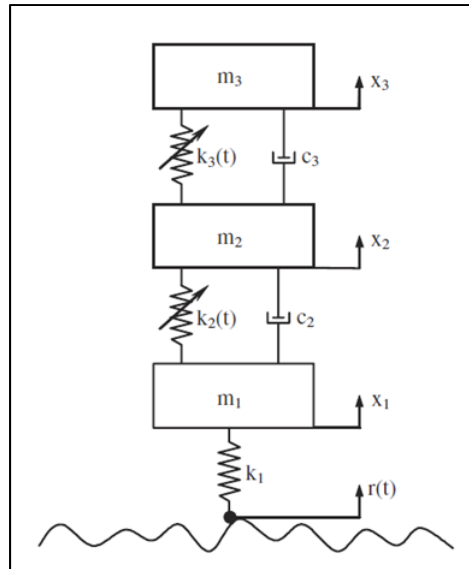 m₃
x₃
k₃(t)
c₃
m₂
x₂
k₂(t)
c₂
m₁
x₁
k₁
r(t)